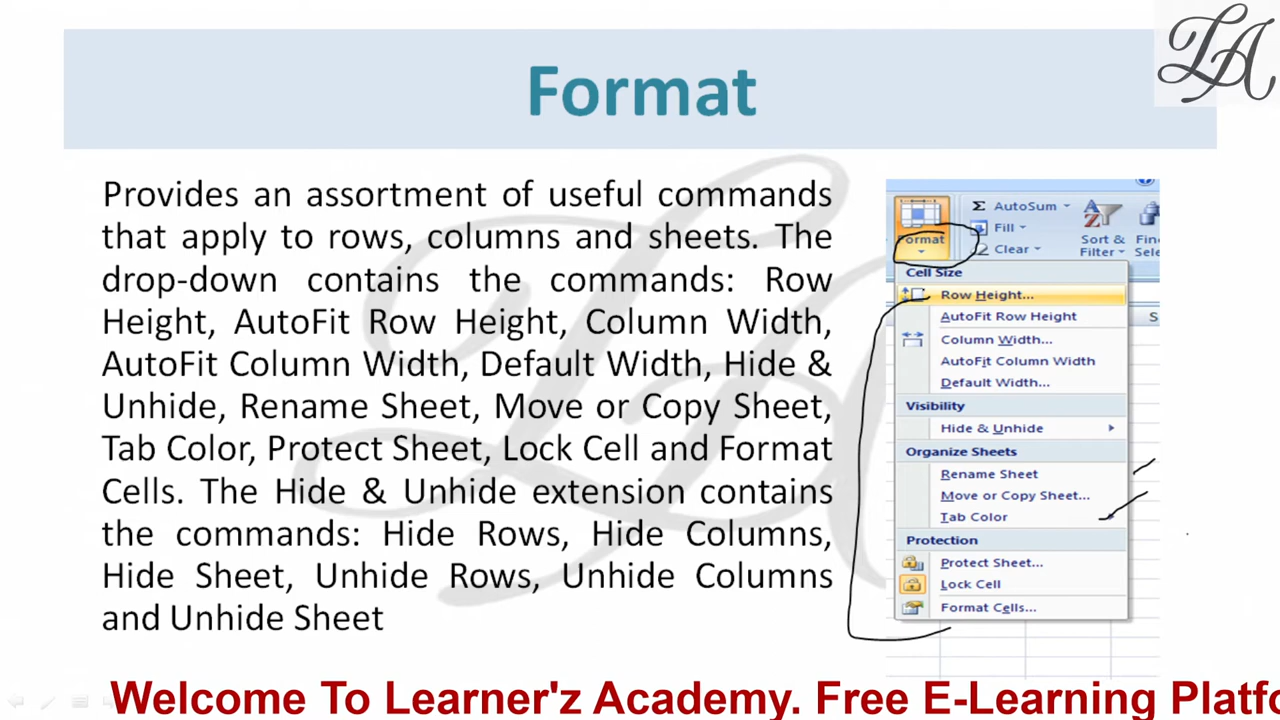 LA
Format
Provides an assortment of useful commands
that apply to rows, columns and sheets. The
drop-down contains the commands: Row
Height, AutoFit Row Height, Column Width,
AutoFit Column Width, Default Width, Hide &
Unhide, Rename Sheet, Move or Copy Sheet,
Tab Color, Protect Sheet, Lock Cell and Format
Cells. The Hide & Unhide extension contains
the commands: Hide Rows, Hide Columns,
Hide Sheet, Unhide Rows, Unhide Columns
and Unhide Sheet
Σ AutoSum
Fill
Clear
Format
Sort &
Filter
Fin
Sele
Cell Size
Row Height...
AutoFit Row Height
Column Width...
AutoFit Column Width
Default Width...
Visibility
Hide & Unhide
Organize Sheets
Rename Sheet
Move or Copy Sheet...
Tab Color
Protection
Protect Sheet...
Lock Cell
Format Cells...
S
Welcome To Learner'z Academy. Free E-Learning Platfo